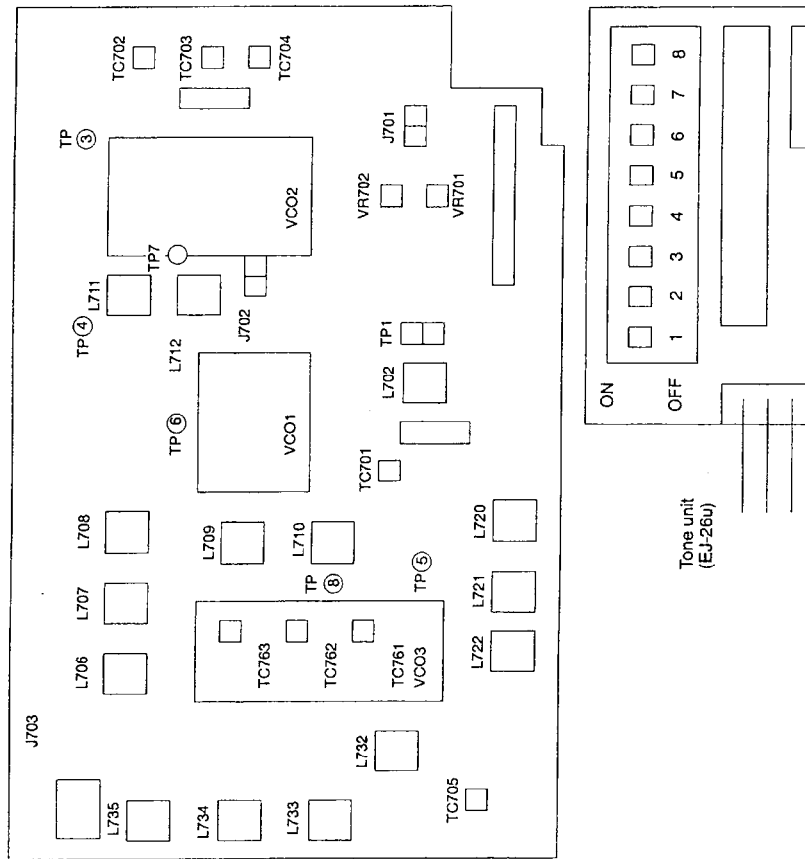 TC702
TC703
TC704
TP ③
VCO2
TP7
J701
VR702
VR701
L711
TP④
L712
J702
TP1
L702
TP⑥
VCO1
TC701
L708
L709
L710
L720
TP ⑧
TP⑤
L707
L721
L706
TC763
TC762
TC761
VCO3
L722
J703
L732
L735
L734
L733
TC705
ON
OFF
1
2
3
4
5
6
7
8
Tone unit
(EJ-26u)